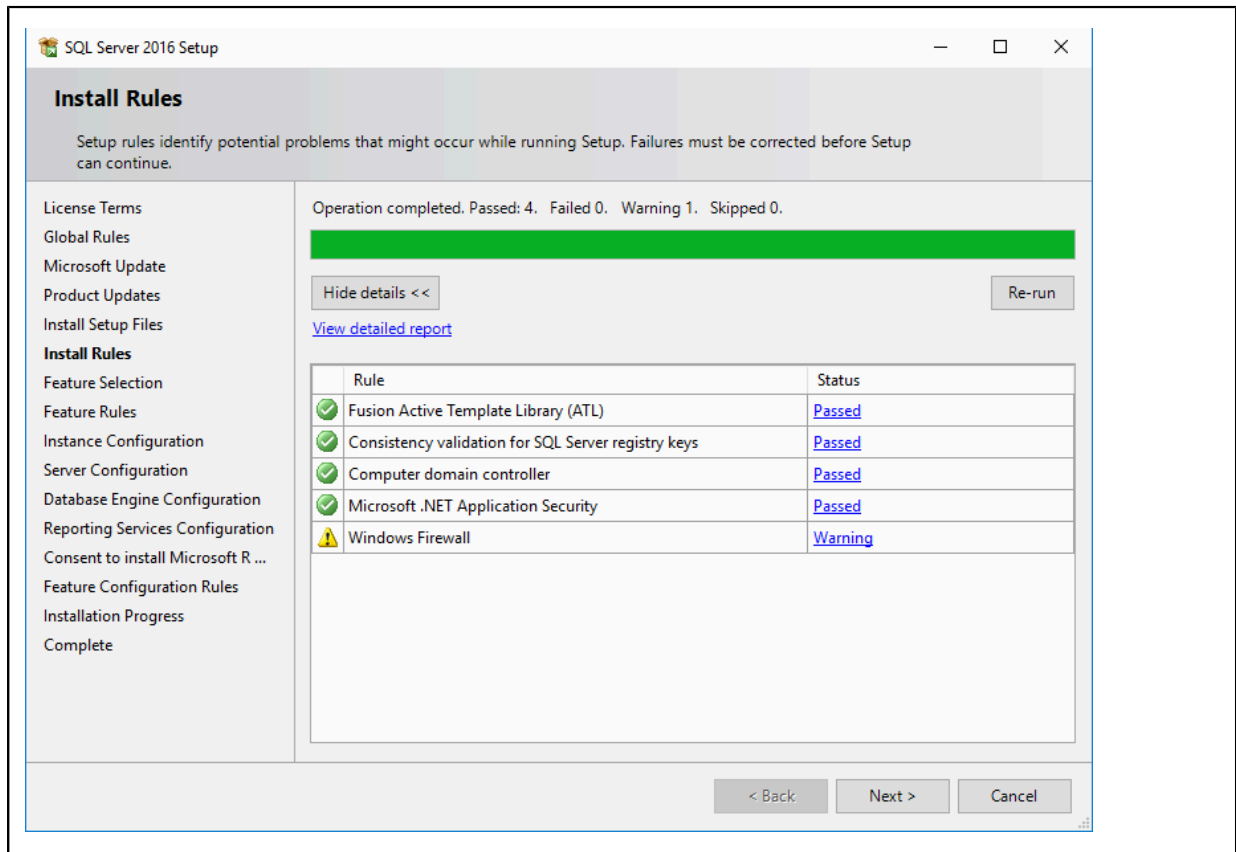 SQL Server 2016 Setup
Install Rules
Setup rules identify potential problems that might occur while running Setup. Failures must be corrected before Setup
can continue.
License Terms
Global Rules
Microsoft Update
Product Updates
Install Setup Files
Install Rules
Feature Selection
Feature Rules
Instance Configuration
Server Configuration
Database Engine Configuration
Reporting Services Configuration
Consent to install Microsoft R ...
Feature Configuration Rules
Installation Progress
Complete
Operation completed. Passed: 4.   Failed 0.   Warning 1.   Skipped 0.
Hide details <<
Re-run
View detailed report
Rule Status
Fusion Active Template Library (ATL) Passed
Consistency validation for SQL Server registry keys Passed
Computer domain controller Passed
Microsoft .NET Application Security Passed
Windows Firewall Warning
< Back Next > Cancel